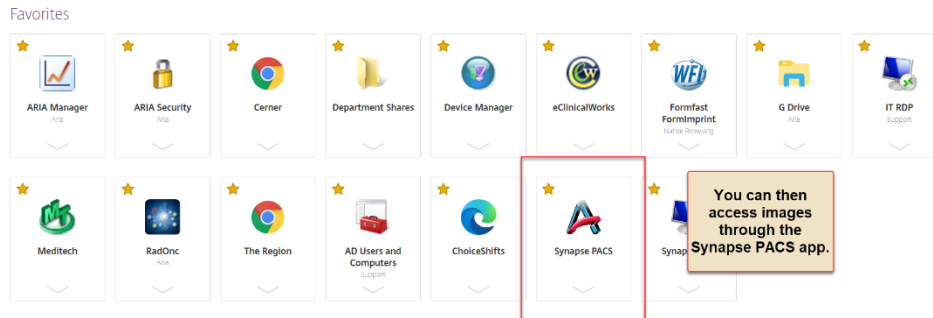 Favorites
ARIA Manager
Aria
ARIA Security
Aria
Cerner
Department Shares
Device Manager
eClinicalWorks
WFI
Formfast
FormImprint
Native Browsing
G Drive
Aria
IT RDP
Support
Meditech
RadOnc
Aria
The Region
AD Users and
Computers
Support
ChoiceShifts
Synapse PACS
Synap
You can then
access images
through the
Synapse PACS app.